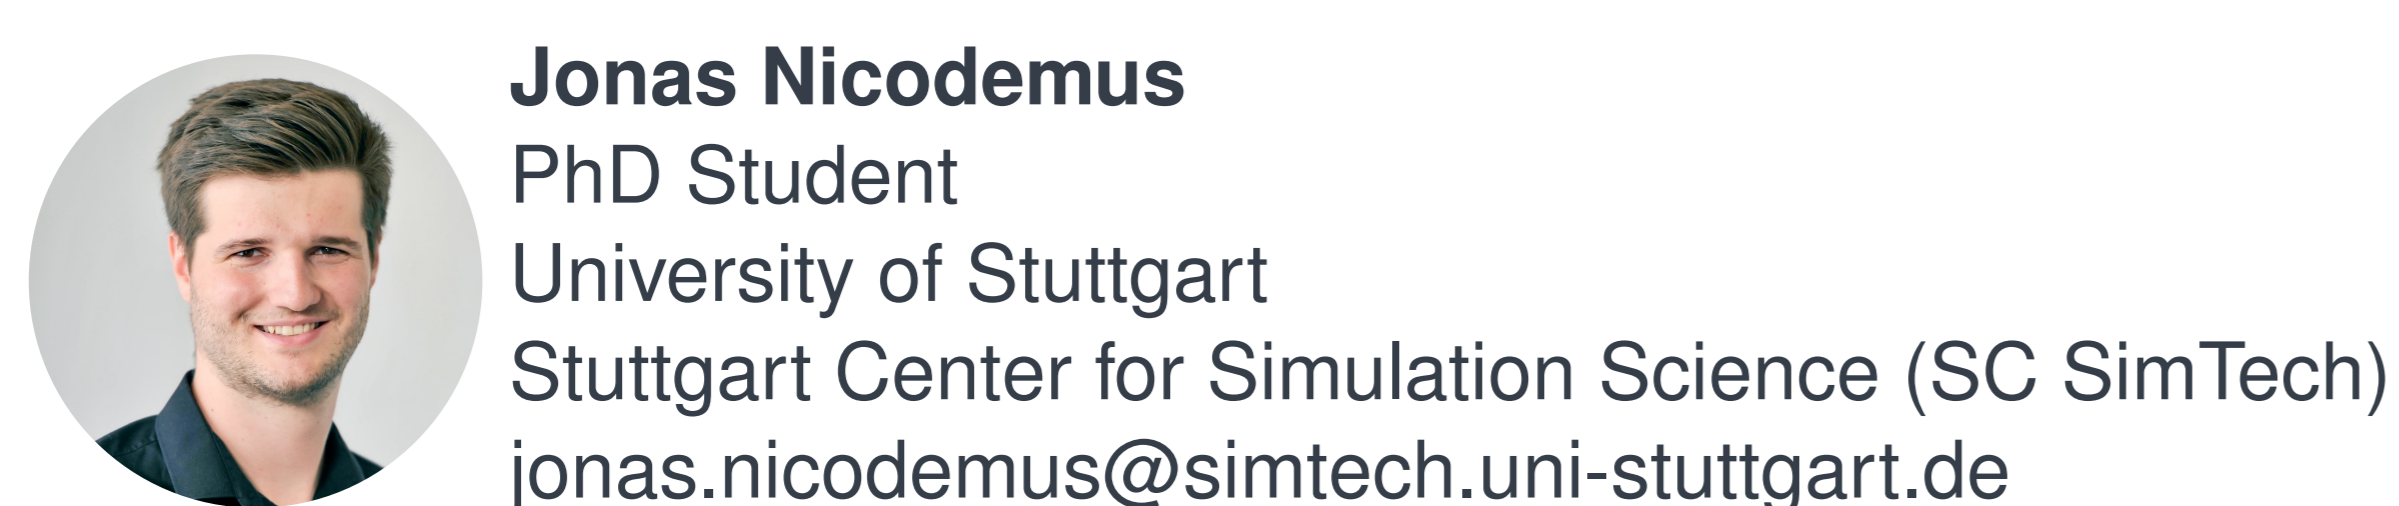 Jonas Nicodemus
PhD Student
University of Stuttgart
Stuttgart Center for Simulation Science (SC SimTech)
jonas.nicodemus@simtech.uni-stuttgart.de